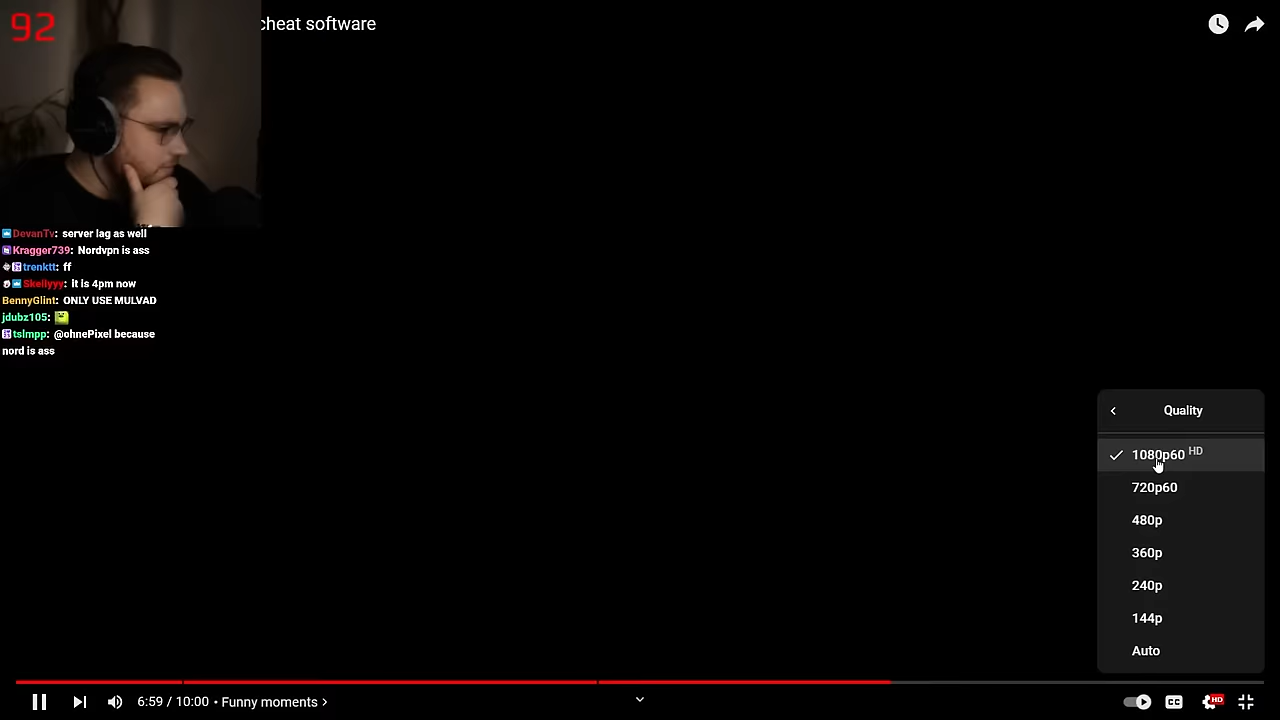 92
cheat software
DevanTv: server lag as well
Kragger739: Nordvpn is ass
trenktt: ff
Skellyyy: it is 4pm now
BennyGlint: ONLY USE MULVAD
jdubz105:
tslmpp: @ohnePixel because
nord is ass
Quality
1080p60 HD
720p60
480p
360p
240p
144p
Auto
6:59 / 10:00 • Funny moments >
CC
HD